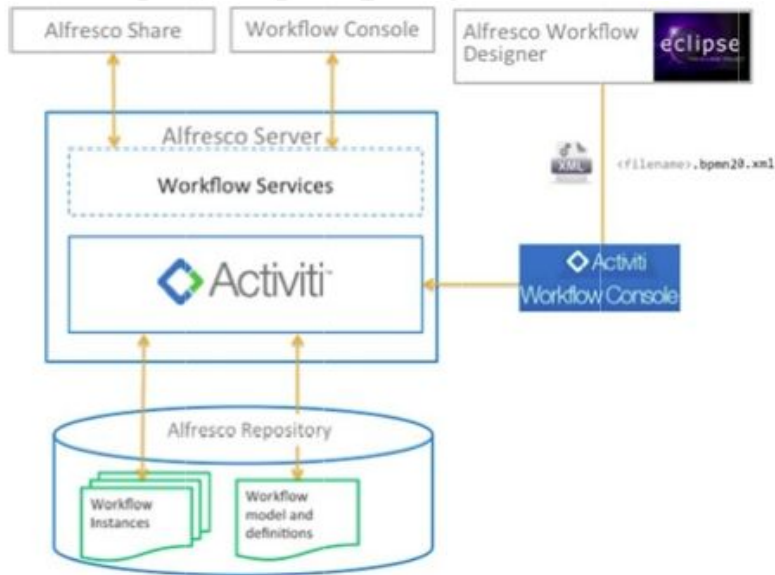 Alfresco Share
Workflow Console
Alfresco Workflow
Designer
eclipse
Alfresco Server
Workflow Services
XML
<filename>.bpmn20.xml
Activiti
Activiti
Workflow Console
Alfresco Repository
Workflow
Instances
Workflow
model and
definitions